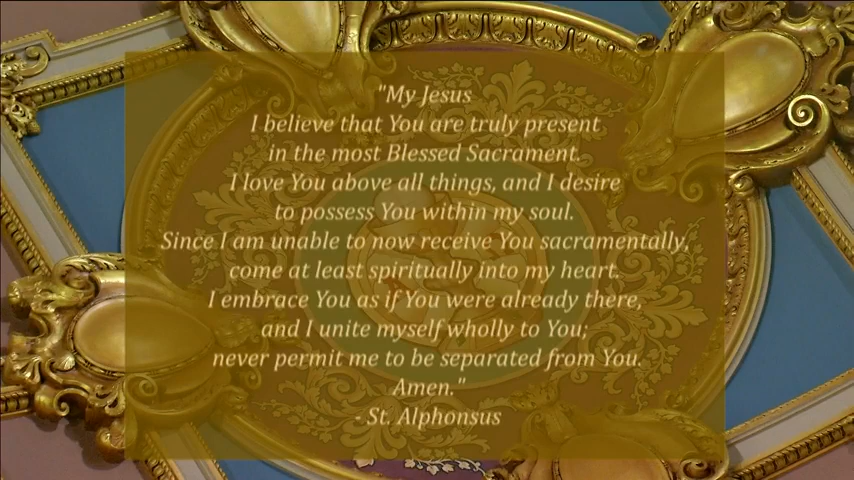 "My Jesus
I believe that You are truly present
in the most Blessed Sacrament.
I love You above all things, and I desire
to possess You within my soul.
Since I am unable to now receive You sacramentally,
come at least spiritually into my heart.
I embrace You as if You were already there,
and I unite myself wholly to You;
never permit me to be separated from You.
Amen."
- St. Alphonsus